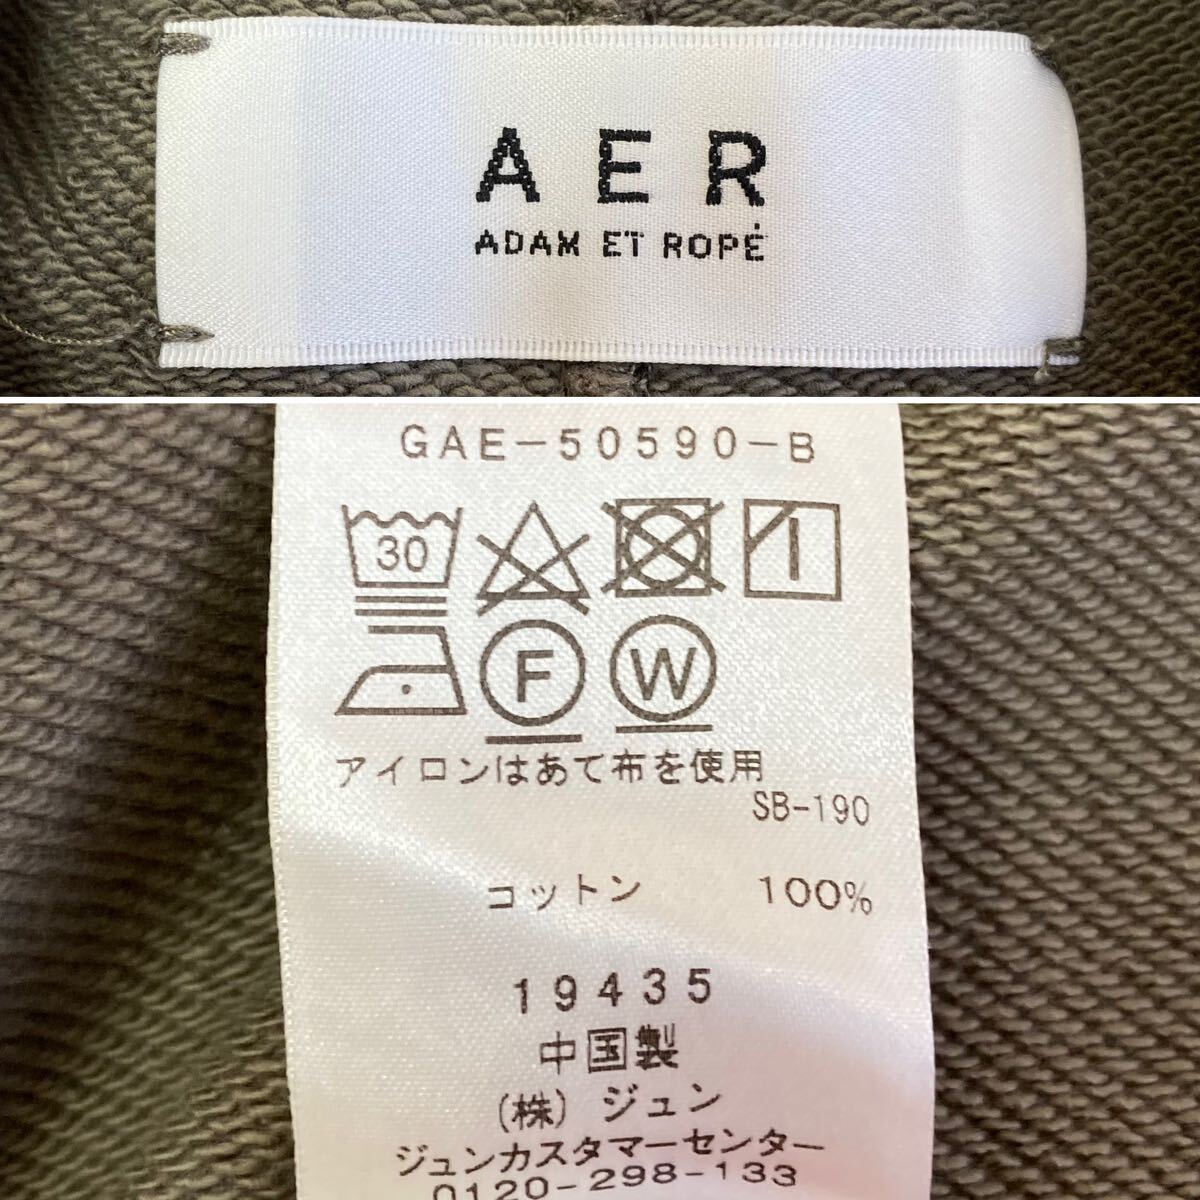 AER
ADAM ET ROPÉ
GAE-50590-B
30
F W
アイロンはあて布を使用
SB-190
コットン 100%
19435
中国製
(株) ジュン
ジュンカスタマーセンター
0120-298-133